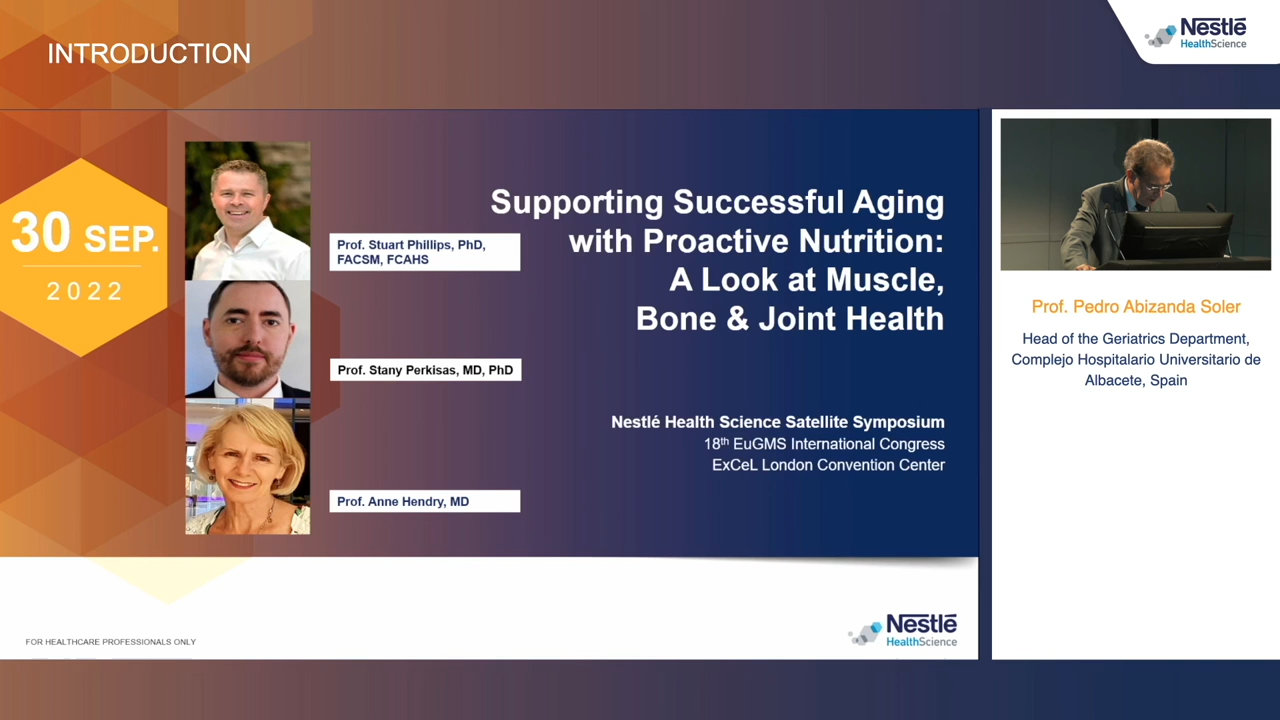 INTRODUCTION
Nestlé
HealthScience
30 SEP.
2022
Prof. Stuart Phillips, PhD,
FACSM, FCAHS
Prof. Stany Perkisas, MD, PhD
Prof. Anne Hendry, MD
Supporting Successful Aging
with Proactive Nutrition:
A Look at Muscle,
Bone & Joint Health
Nestlé Health Science Satellite Symposium
18th EuGMS International Congress
ExCeL London Convention Center
FOR HEALTHCARE PROFESSIONALS ONLY
Nestlé
HealthScience
Prof. Pedro Abizanda Soler
Head of the Geriatrics Department,
Complejo Hospitalario Universitario de
Albacete, Spain